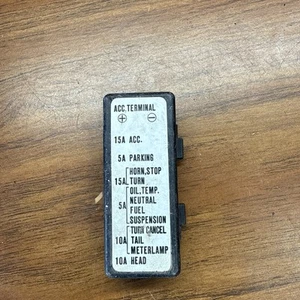 ACC. TERMINAL
⊕ ⊖
15A ACC.
5A PARKING
HORN, STOP
15A TURN
OIL, TEMP.
NEUTRAL
5A FUEL
SUSPENSION
TURN CANCEL
10A TAIL
METERLAMP
10A HEAD